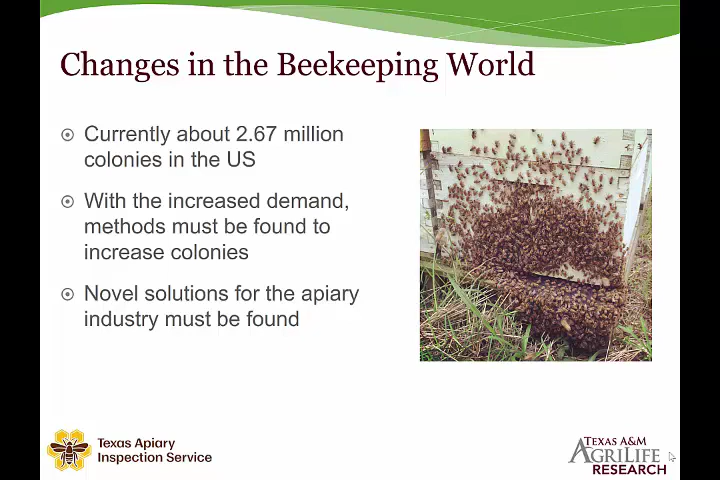 Changes in the Beekeeping World
Currently about 2.67 million
colonies in the US
With the increased demand,
methods must be found to
increase colonies
Novel solutions for the apiary
industry must be found
Texas Apiary
Inspection Service
TEXAS A&M
AGRILIFE
RESEARCH